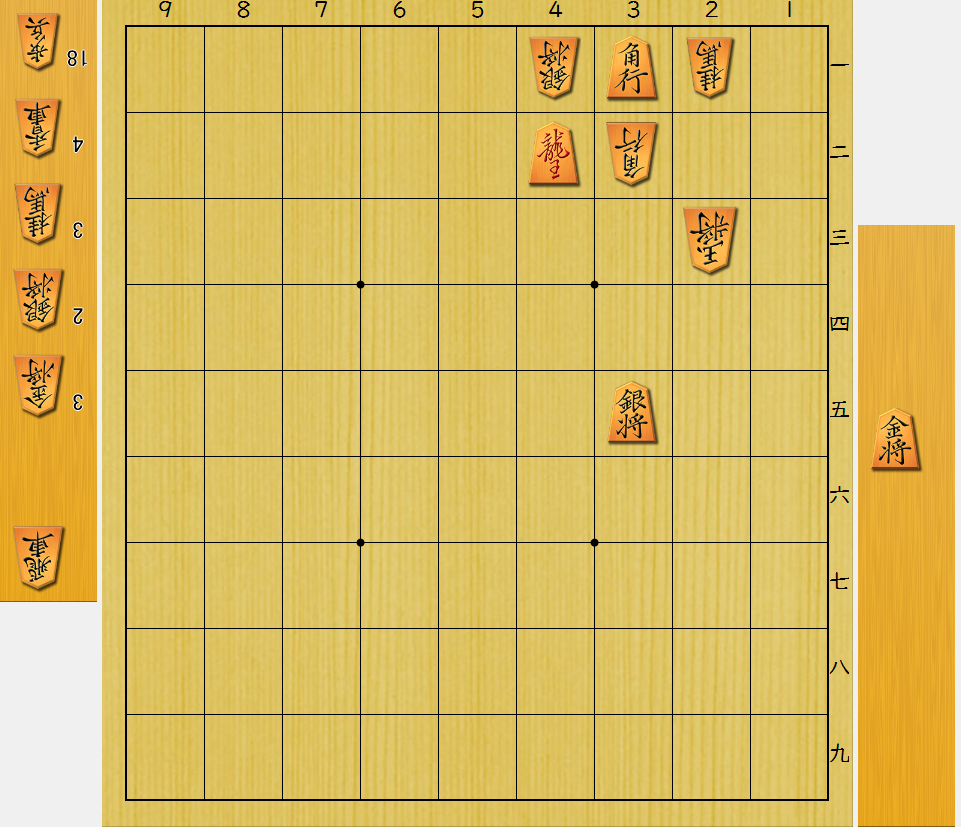 9 8 7 6 5 4 3 2 1
銀将 角行 桂馬 一
龍王 角行 二
玉将 三
四
銀将 五
六
七
八
九
歩兵 18
香車 4
桂馬 3
銀将 2
金将 3
飛車
金将